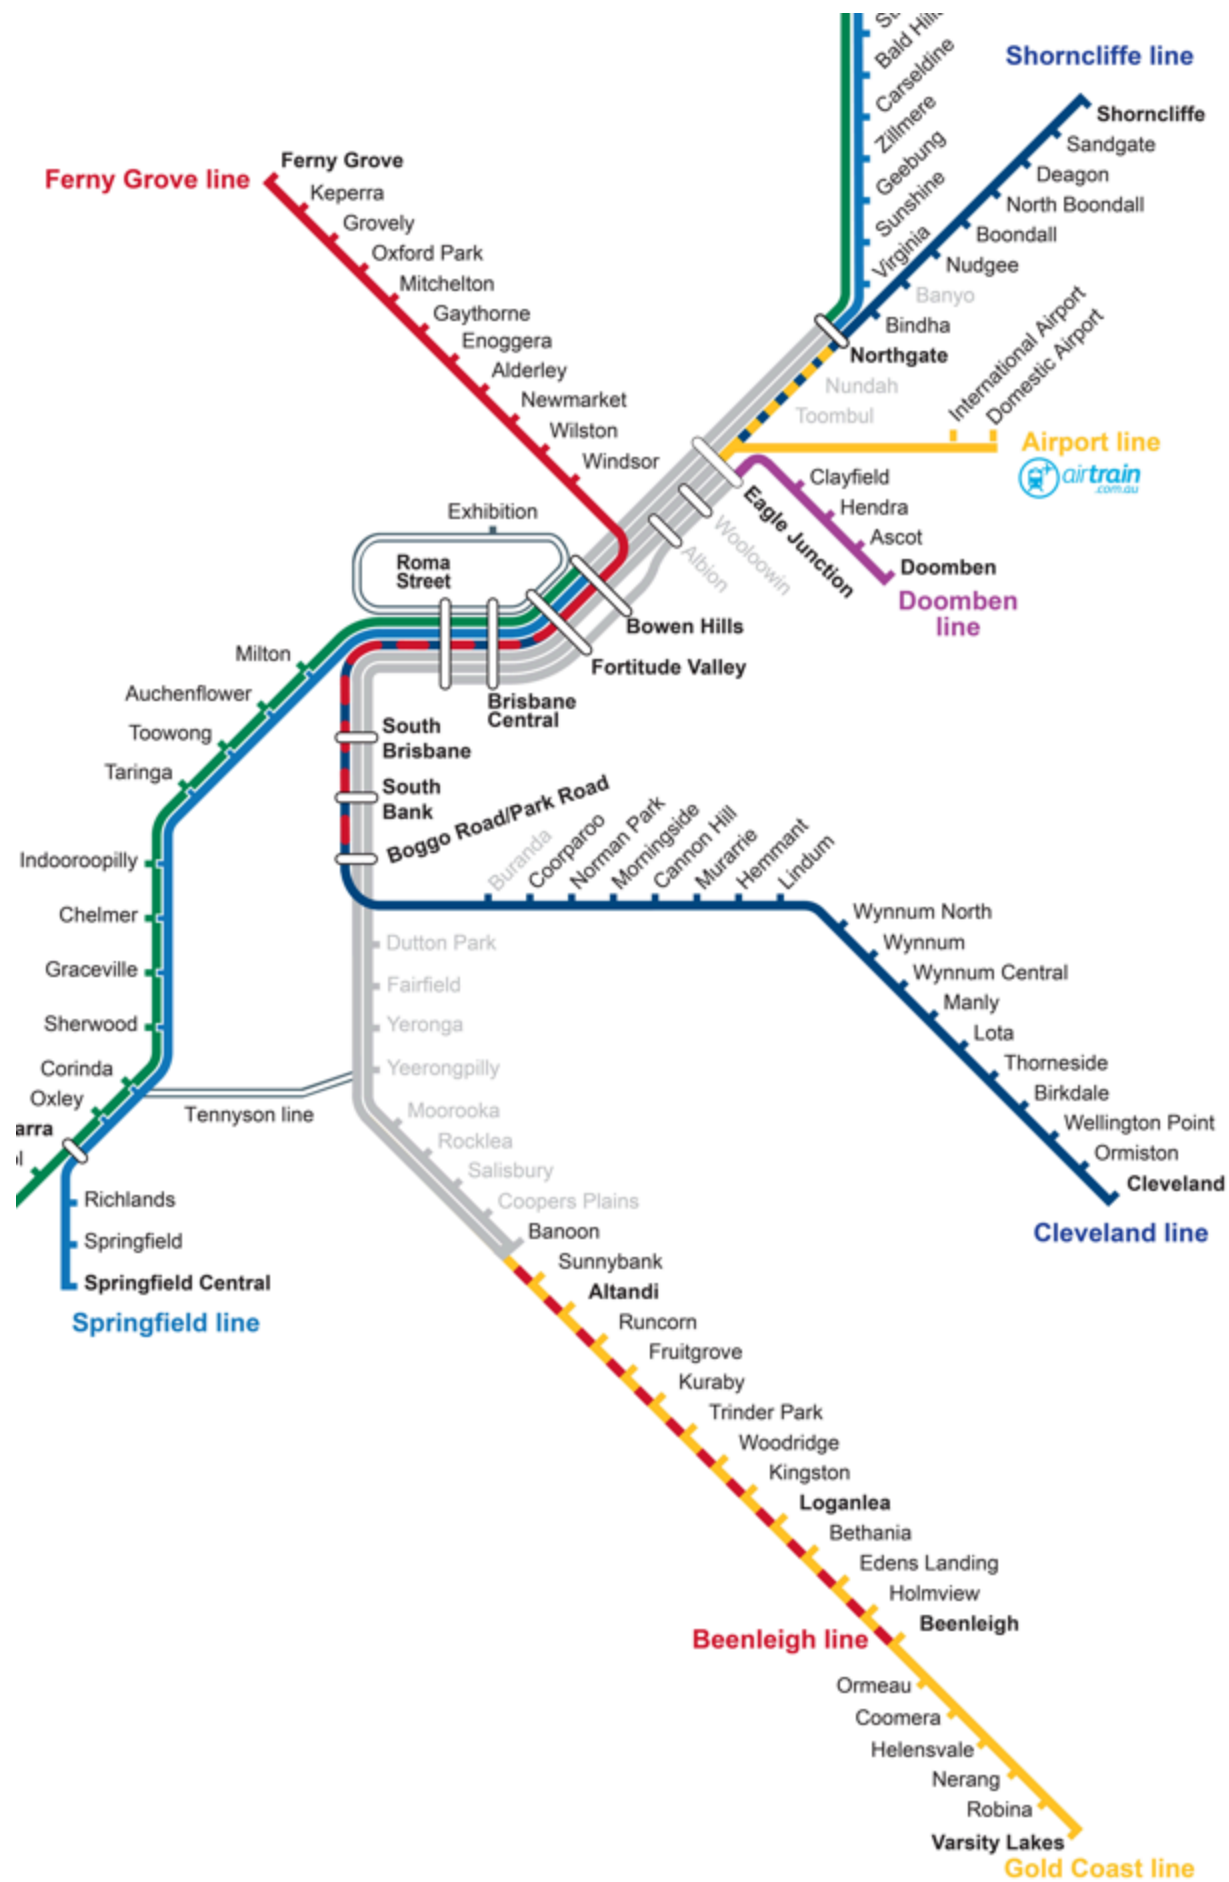 Bald Hills
Carseldine
Zillmere
Geebung
Sunshine
Virginia
Shorncliffe line
Shorncliffe
Sandgate
Deagon
North Boondall
Boondall
Nudgee
Banyo
Bindha
Northgate
Nundah
Toombul
International Airport
Domestic Airport
Airport line
airtrain
.com.au
Ferny Grove line
Ferny Grove
Keperra
Grovely
Oxford Park
Mitchelton
Gaythorne
Enoggera
Alderley
Newmarket
Wilston
Windsor
Clayfield
Hendra
Ascot
Doomben
Doomben
line
Eagle Junction
Wooloowin
Albion
Exhibition
Roma
Street
Bowen Hills
Fortitude Valley
Brisbane
Central
Milton
Auchenflower
Toowong
Taringa
Indooroopilly
Chelmer
Graceville
Sherwood
Corinda
Oxley
arra
l
Richlands
Springfield
Springfield Central
Springfield line
Tennyson line
South
Brisbane
South
Bank
Boggo Road/Park Road
Buranda
Coorparoo
Norman Park
Morningside
Cannon Hill
Murarrie
Hemmant
Lindum
Wynnum North
Wynnum
Wynnum Central
Manly
Lota
Thorneside
Birkdale
Wellington Point
Ormiston
Cleveland
Cleveland line
Dutton Park
Fairfield
Yeronga
Yeerongpilly
Moorooka
Rocklea
Salisbury
Coopers Plains
Banoon
Sunnybank
Altandi
Runcorn
Fruitgrove
Kuraby
Trinder Park
Woodridge
Kingston
Loganlea
Bethania
Edens Landing
Holmview
Beenleigh
Beenleigh line
Ormeau
Coomera
Helensvale
Nerang
Robina
Varsity Lakes
Gold Coast line